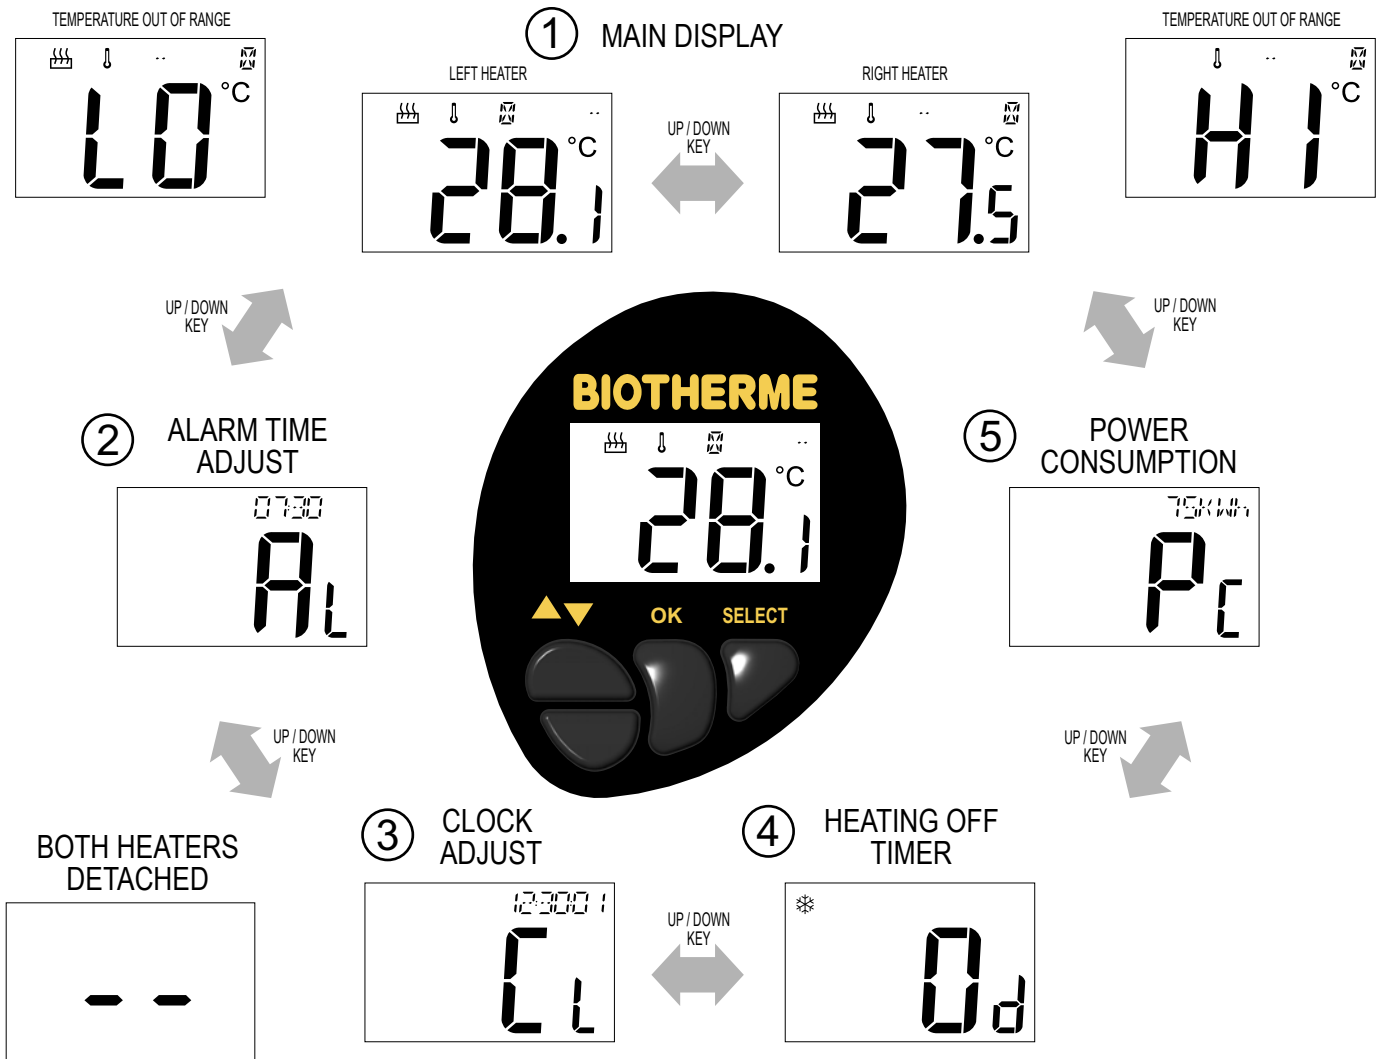 TEMPERATURE OUT OF RANGE
LO °C
① MAIN DISPLAY
LEFT HEATER
28.1 °C
UP / DOWN
KEY
RIGHT HEATER
27.5 °C
TEMPERATURE OUT OF RANGE
HI °C
UP / DOWN
KEY
UP / DOWN
KEY
BIOTHERME
28.1 °C
OK
SELECT
② ALARM TIME
ADJUST
07:30
AL
⑤ POWER
CONSUMPTION
75KWh
PC
UP / DOWN
KEY
UP / DOWN
KEY
BOTH HEATERS
DETACHED
- -
③ CLOCK
ADJUST
12:30:01
CL
UP / DOWN
KEY
④ HEATING OFF
TIMER
0d